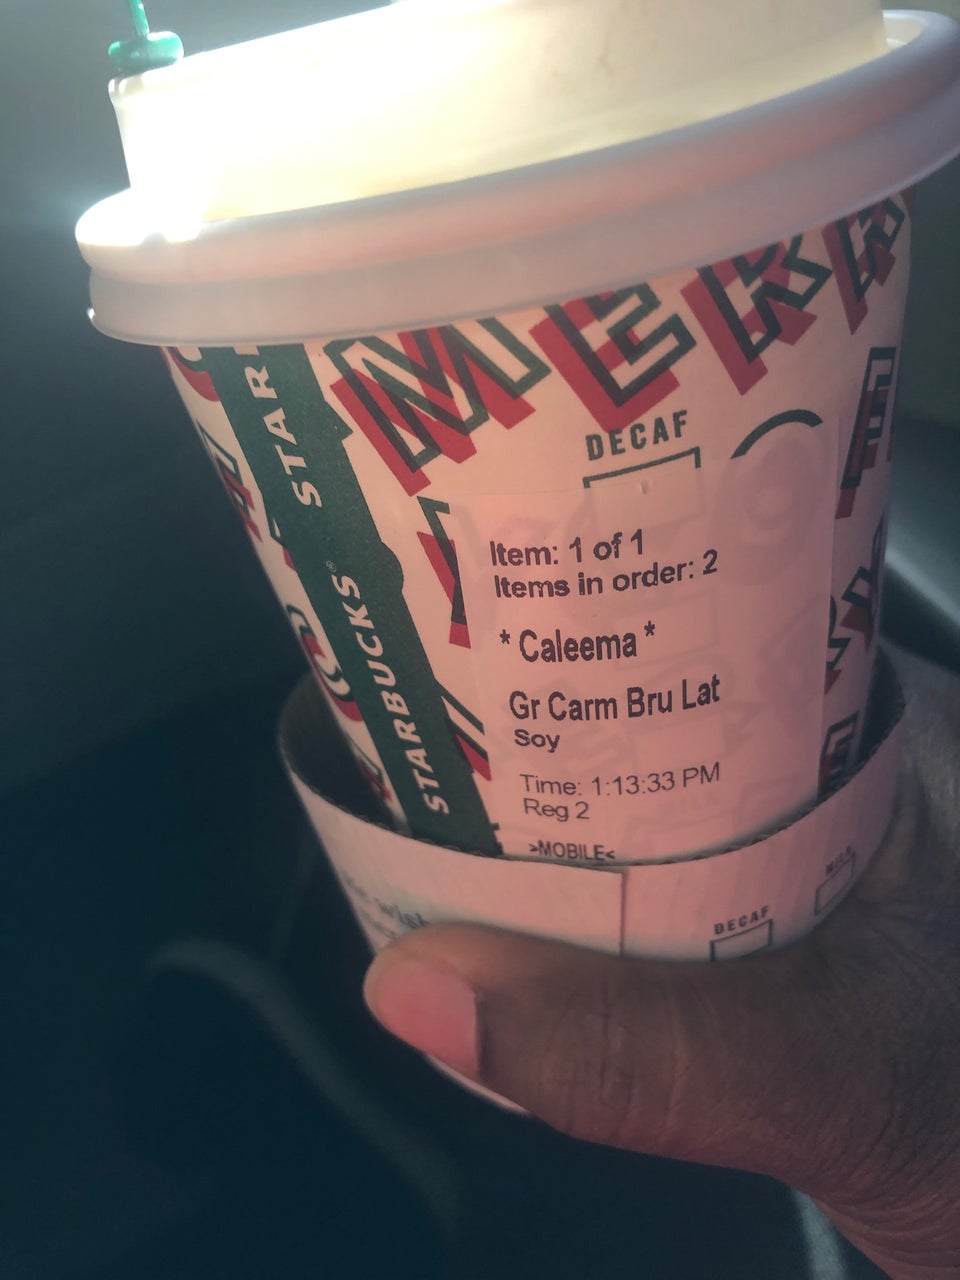 MERR
STARBUCKS®
DECAF
Item: 1 of 1
Items in order: 2
* Caleema *
Gr Carm Bru Lat
Soy
Time: 1:13:33 PM
Reg 2
>MOBILE<
DECAF